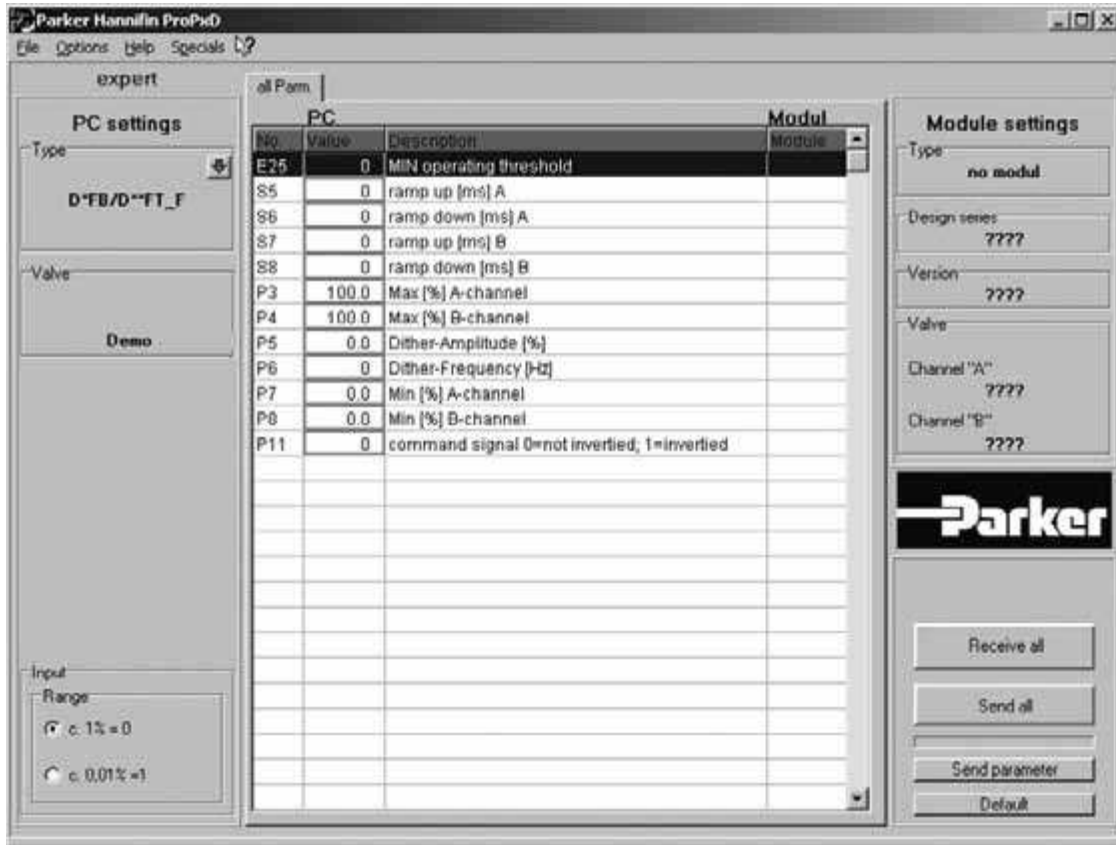 Parker Hannifin ProPxD
File Options Help Specials ?
expert
PC settings
Type
D*FB/D**FT_F
Valve
Demo
Input
Range
c. 1% = 0
c. 0,01% =1
all Parm.
PC Modul
No. Value Description Module
E25 0 MIN operating threshold
S5 0 ramp up [ms] A
S6 0 ramp down [ms] A
S7 0 ramp up [ms] B
S8 0 ramp down [ms] B
P3 100.0 Max [%] A-channel
P4 100.0 Max [%] B-channel
P5 0.0 Dither-Amplitude [%]
P6 0 Dither-Frequency [Hz]
P7 0.0 Min [%] A-channel
P8 0.0 Min [%] B-channel
P11 0 command signal 0=not invertied; 1=invertied
Module settings
Type
no modul
Design series
????
Version
????
Valve
Channel "A"
????
Channel "B"
????
Parker
Receive all
Send all
Send parameter
Default